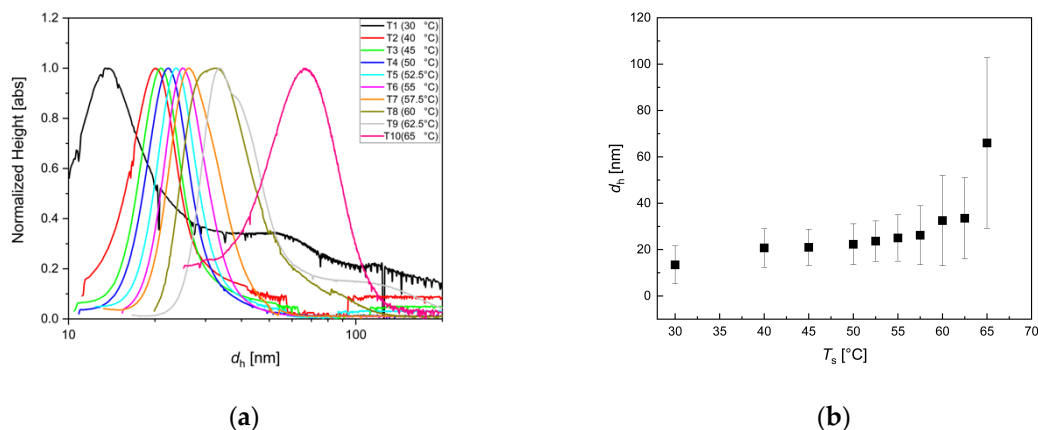 1.2
1.0
0.8
0.6
0.4
0.2
0.0
Normalized Height [abs]
10
100
d_h [nm]
T1 (30 °C)
T2 (40 °C)
T3 (45 °C)
T4 (50 °C)
T5 (52.5°C)
T6 (55 °C)
T7 (57.5°C)
T8 (60 °C)
T9 (62.5°C)
T10(65 °C)
(a)
120
100
80
60
40
20
0
d_h [nm]
30
35
40
45
50
55
60
65
70
T_s [°C]
(b)